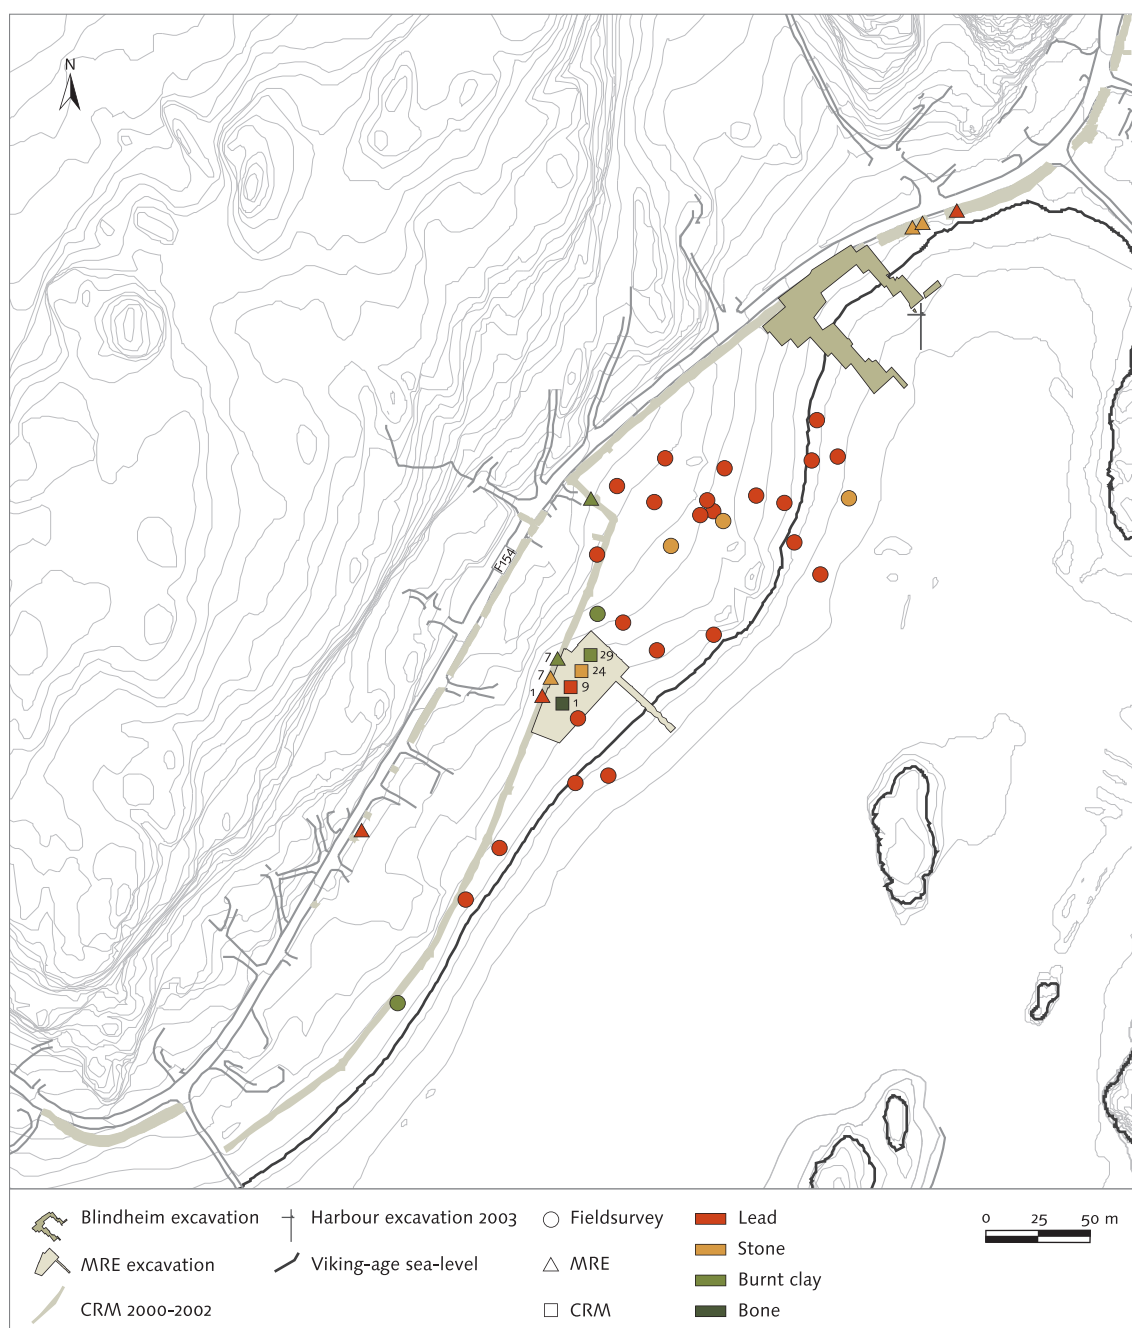 N
F154
7
29
7
24
1
9
1
Blindheim excavation
Harbour excavation 2003
Fieldsurvey
Lead
0 25 50 m
Stone
MRE excavation
Viking-age sea-level
MRE
Burnt clay
CRM 2000-2002
CRM
Bone